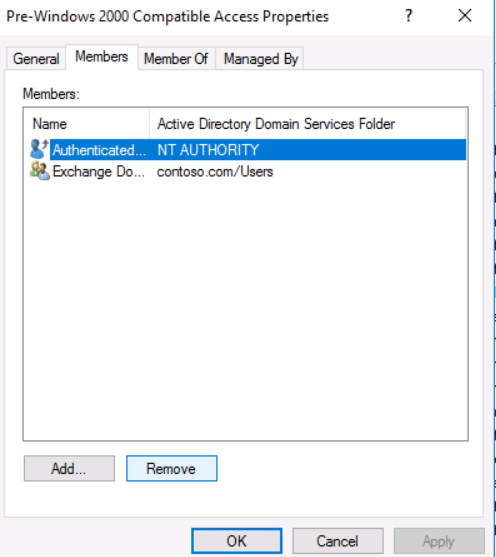 Pre-Windows 2000 Compatible Access Properties ?
General Members Member Of Managed By
Members:
Name Active Directory Domain Services Folder
Authenticated... NT AUTHORITY
Exchange Do... contoso.com/Users
Add... Remove
OK Cancel Apply